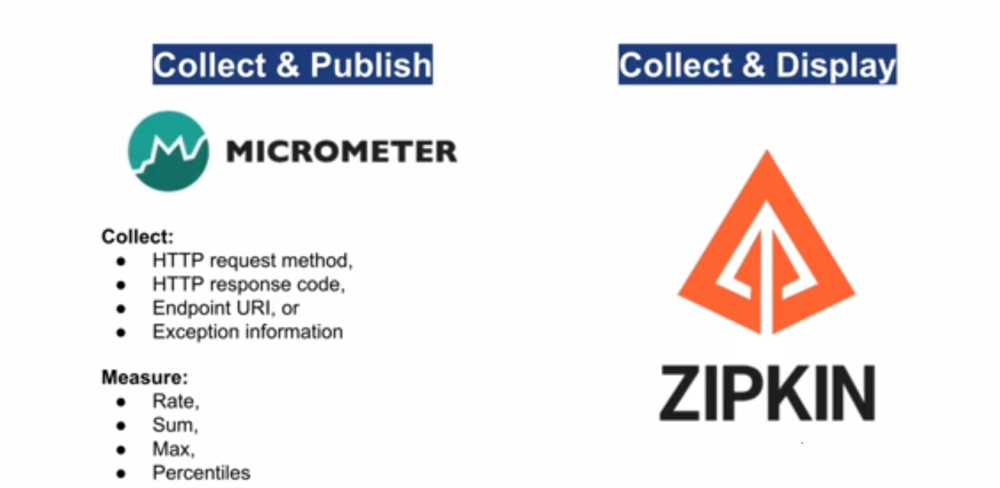 Collect & Publish
MICROMETER
Collect:
● HTTP request method,
● HTTP response code,
● Endpoint URI, or
● Exception information
Measure:
● Rate,
● Sum,
● Max,
● Percentiles
Collect & Display
ZIPKIN